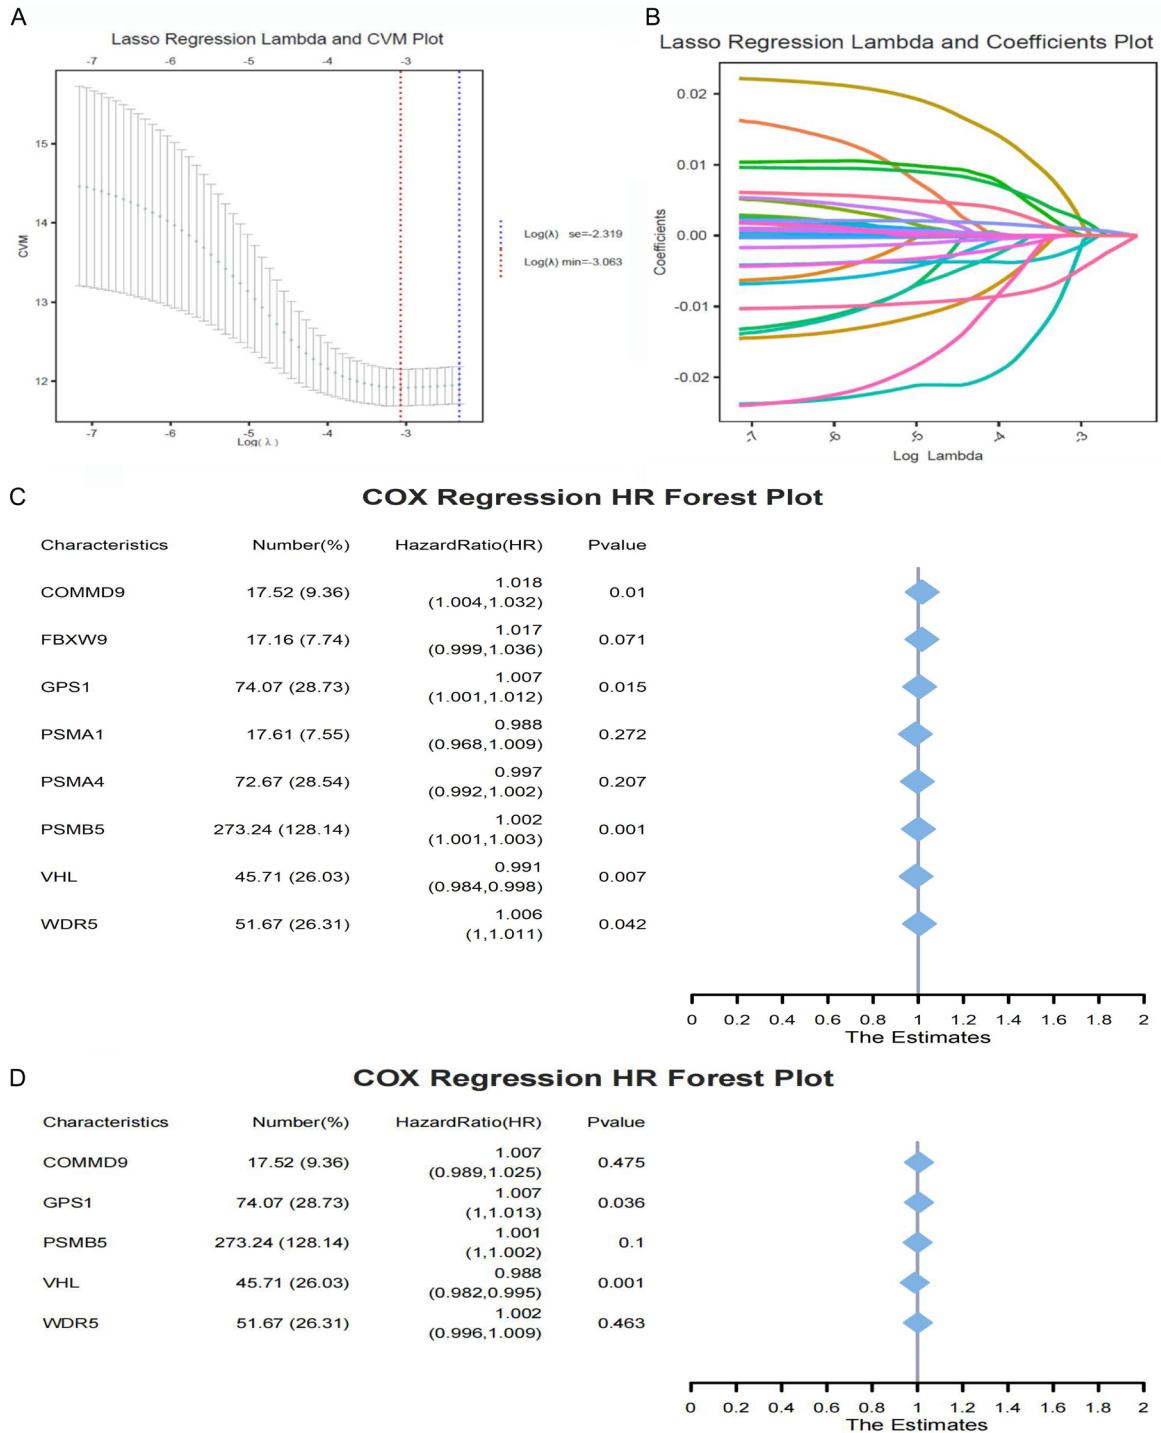 A
Lasso Regression Lambda and CVM Plot
-7 -6 -5 -4 -3
15
14
13
12
CVM
-7 -6 -5 -4 -3
Log( λ )
Log(λ) se=-2.319
Log(λ) min=-3.063
B
Lasso Regression Lambda and Coefficients Plot
0.02
0.01
0.00
-0.01
-0.02
Coefficients
-7 -6 -5 -4 -3
Log Lambda
C
COX Regression HR Forest Plot
Characteristics Number(%) HazardRatio(HR) Pvalue
COMMD9 17.52 (9.36) 1.018 (1.004,1.032) 0.01
FBXW9 17.16 (7.74) 1.017 (0.999,1.036) 0.071
GPS1 74.07 (28.73) 1.007 (1.001,1.012) 0.015
PSMA1 17.61 (7.55) 0.988 (0.968,1.009) 0.272
PSMA4 72.67 (28.54) 0.997 (0.992,1.002) 0.207
PSMB5 273.24 (128.14) 1.002 (1.001,1.003) 0.001
VHL 45.71 (26.03) 0.991 (0.984,0.998) 0.007
WDR5 51.67 (26.31) 1.006 (1,1.011) 0.042
0 0.2 0.4 0.6 0.8 1 1.2 1.4 1.6 1.8 2
The Estimates
D
COX Regression HR Forest Plot
Characteristics Number(%) HazardRatio(HR) Pvalue
COMMD9 17.52 (9.36) 1.007 (0.989,1.025) 0.475
GPS1 74.07 (28.73) 1.007 (1,1.013) 0.036
PSMB5 273.24 (128.14) 1.001 (1,1.002) 0.1
VHL 45.71 (26.03) 0.988 (0.982,0.995) 0.001
WDR5 51.67 (26.31) 1.002 (0.996,1.009) 0.463
0 0.2 0.4 0.6 0.8 1 1.2 1.4 1.6 1.8 2
The Estimates